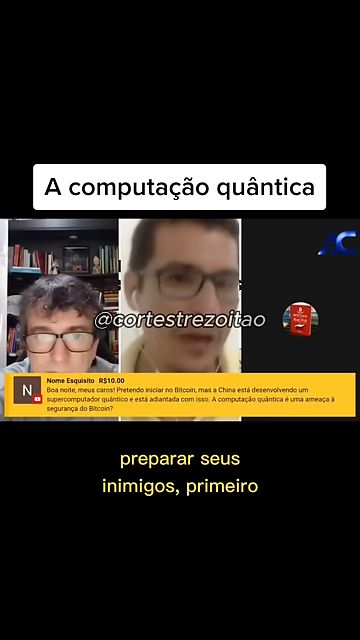 A computação quântica
AC
@cortestrezoitao
N
Nome Esquisito R$10.00
Boa noite, meus caros! Pretendo iniciar no Bitcoin, mas a China está desenvolvendo um
supercomputador quântico e está adiantada com isso. A computação quântica é uma ameaça à
segurança do Bitcoin?
preparar seus
inimigos, primeiro